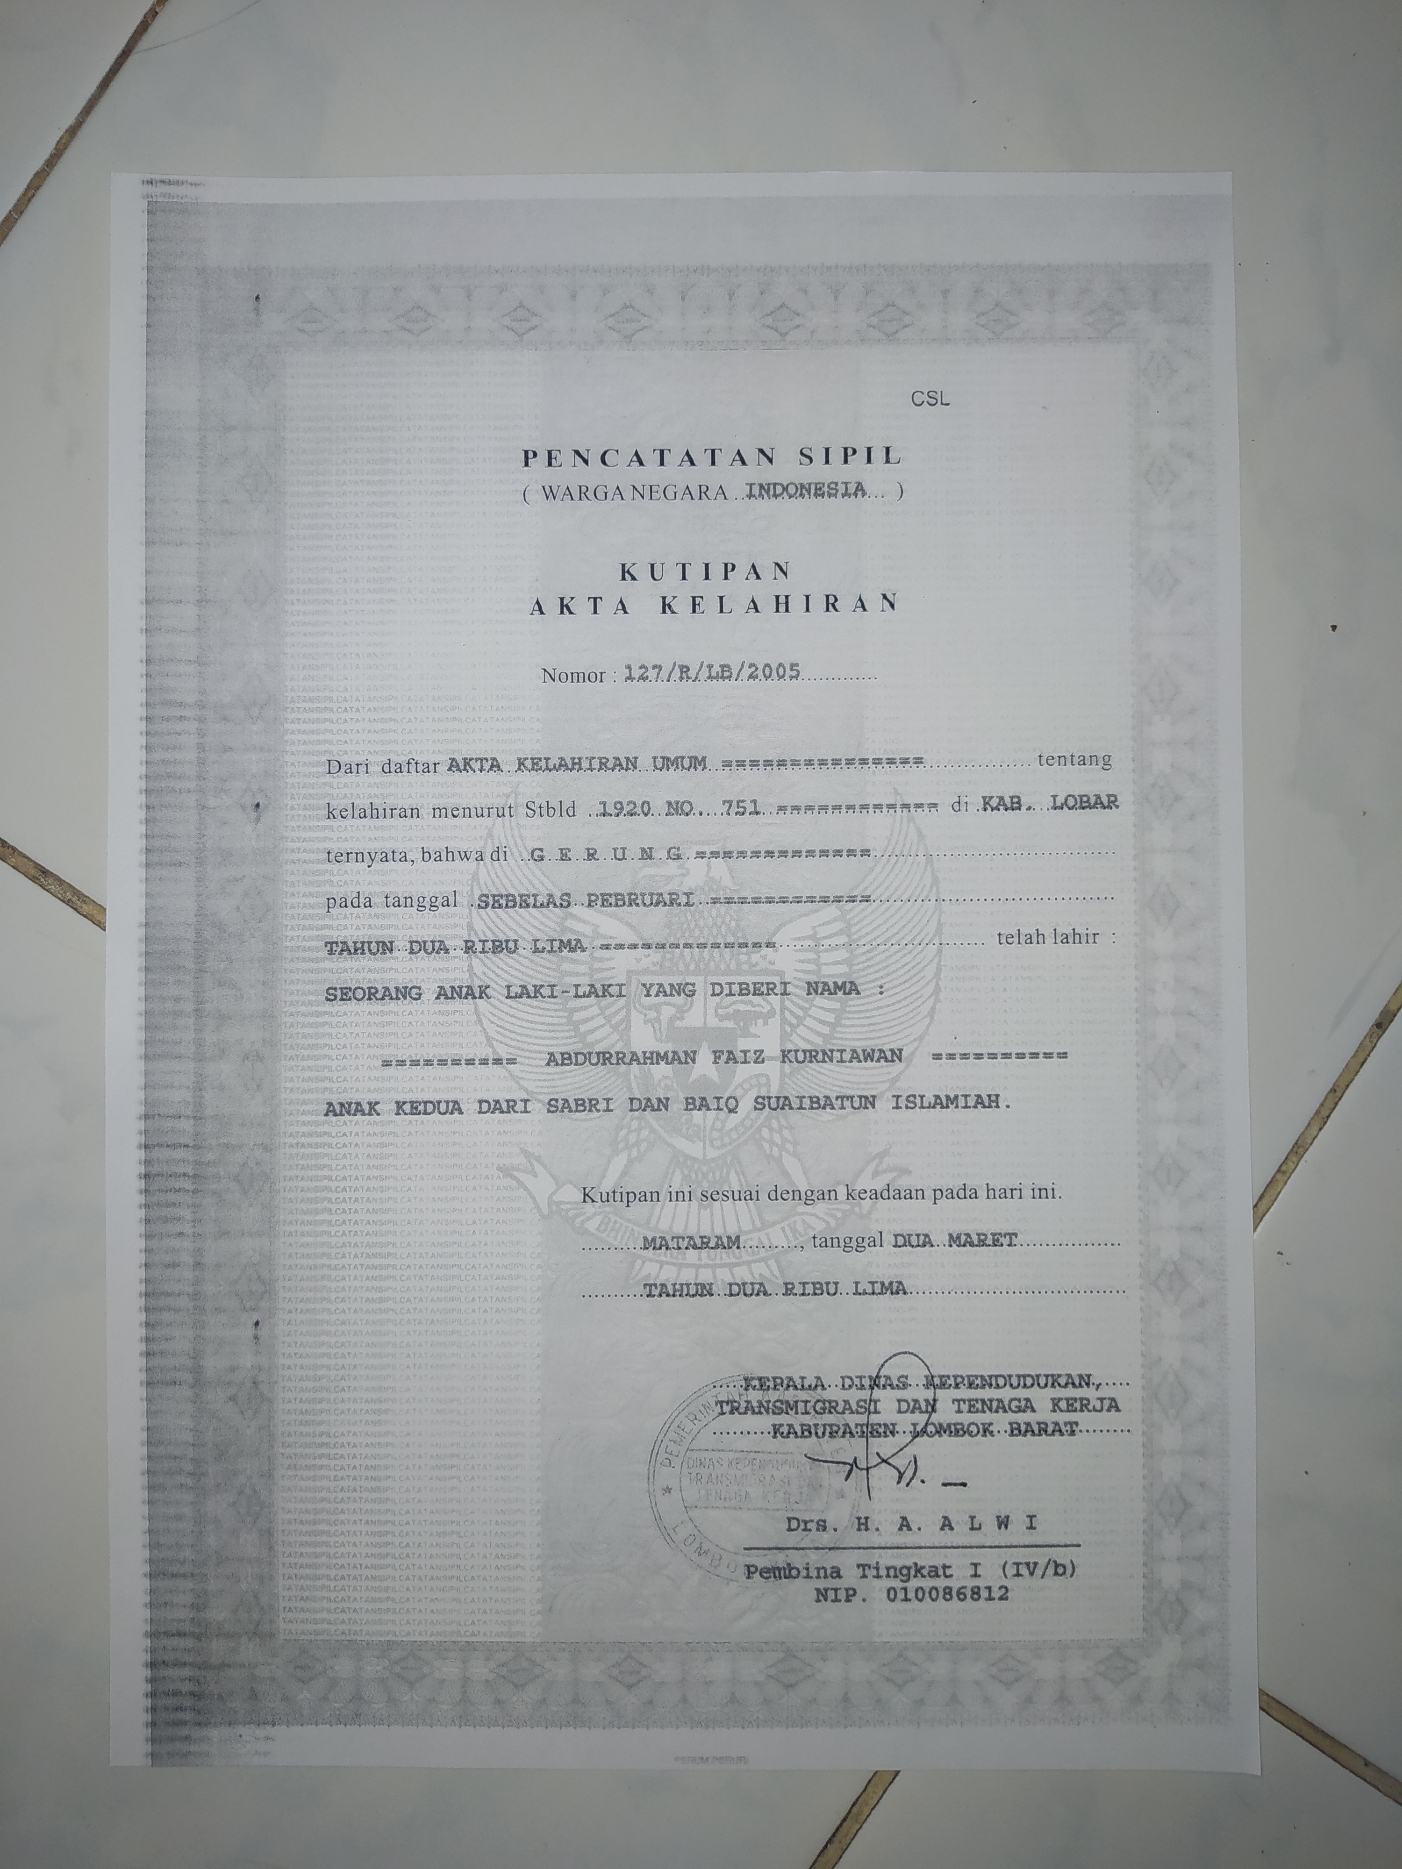 CSL
PENCATATAN SIPIL
( WARGANEGARA INDONESIA )
KUTIPAN
AKTA KELAHIRAN
Nomor : 127/R/LB/2005
Dari daftar AKTA KELAHIRAN UMUM =============== tentang
kelahiran menurut Stbld 1920 NO. 751 ============ di KAB. LOBAR
ternyata, bahwa di G E R U N G =============
pada tanggal SEBELAS PEBRUARI ============
TAHUN DUA RIBU LIMA ============= telah lahir :
SEORANG ANAK LAKI-LAKI YANG DIBERI NAMA :
========== ABDURRAHMAN FAIZ KURNIAWAN ==========
ANAK KEDUA DARI SABRI DAN BAIQ SUAIBATUN ISLAMIAH.
Kutipan ini sesuai dengan keadaan pada hari ini.
MATARAM, tanggal DUA MARET
TAHUN DUA RIBU LIMA
KEPALA DINAS KEPENDUDUKAN,
TRANSMIGRASI DAN TENAGA KERJA
KABUPATEN LOMBOK BARAT
Drs. H. A. A L W I
Pembina Tingkat I (IV/b)
NIP. 010086812
PERUM PERURI